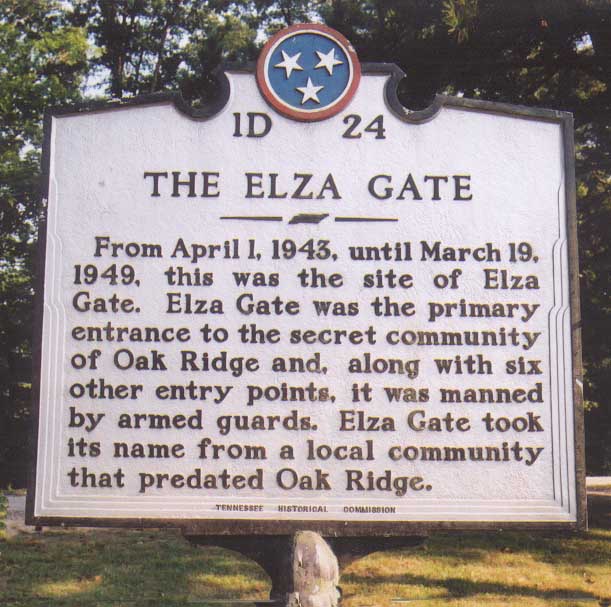 1D 24
THE ELZA GATE
From April 1, 1943, until March 19,
1949, this was the site of Elza
Gate. Elza Gate was the primary
entrance to the secret community
of Oak Ridge and, along with six
other entry points, it was manned
by armed guards. Elza Gate took
its name from a local community
that predated Oak Ridge.
TENNESSEE HISTORICAL COMMISSION